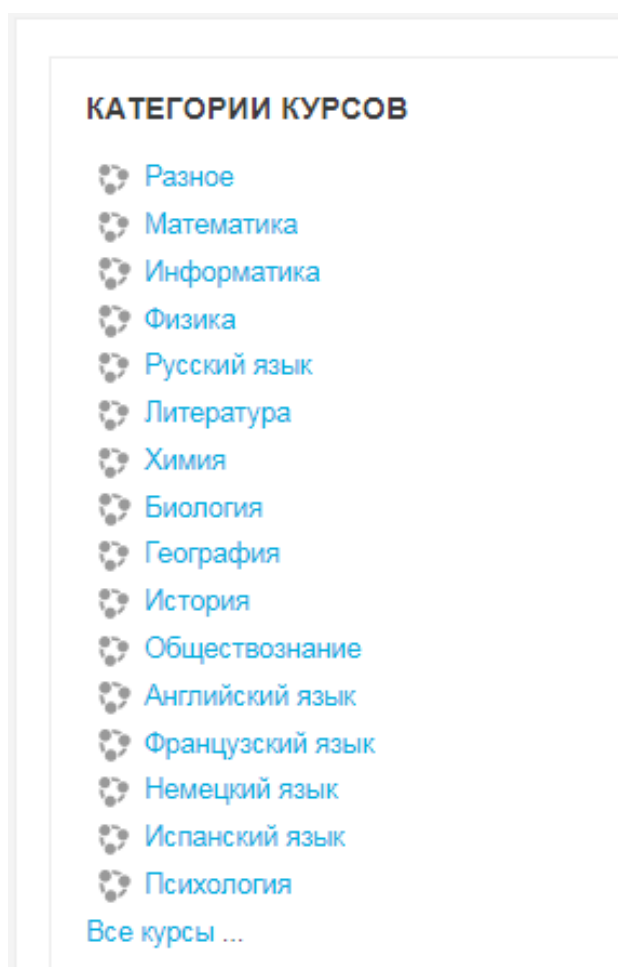 КАТЕГОРИИ КУРСОВ
Разное
Математика
Информатика
Физика
Русский язык
Литература
Химия
Биология
География
История
Обществознание
Английский язык
Французский язык
Немецкий язык
Испанский язык
Психология
Все курсы ...